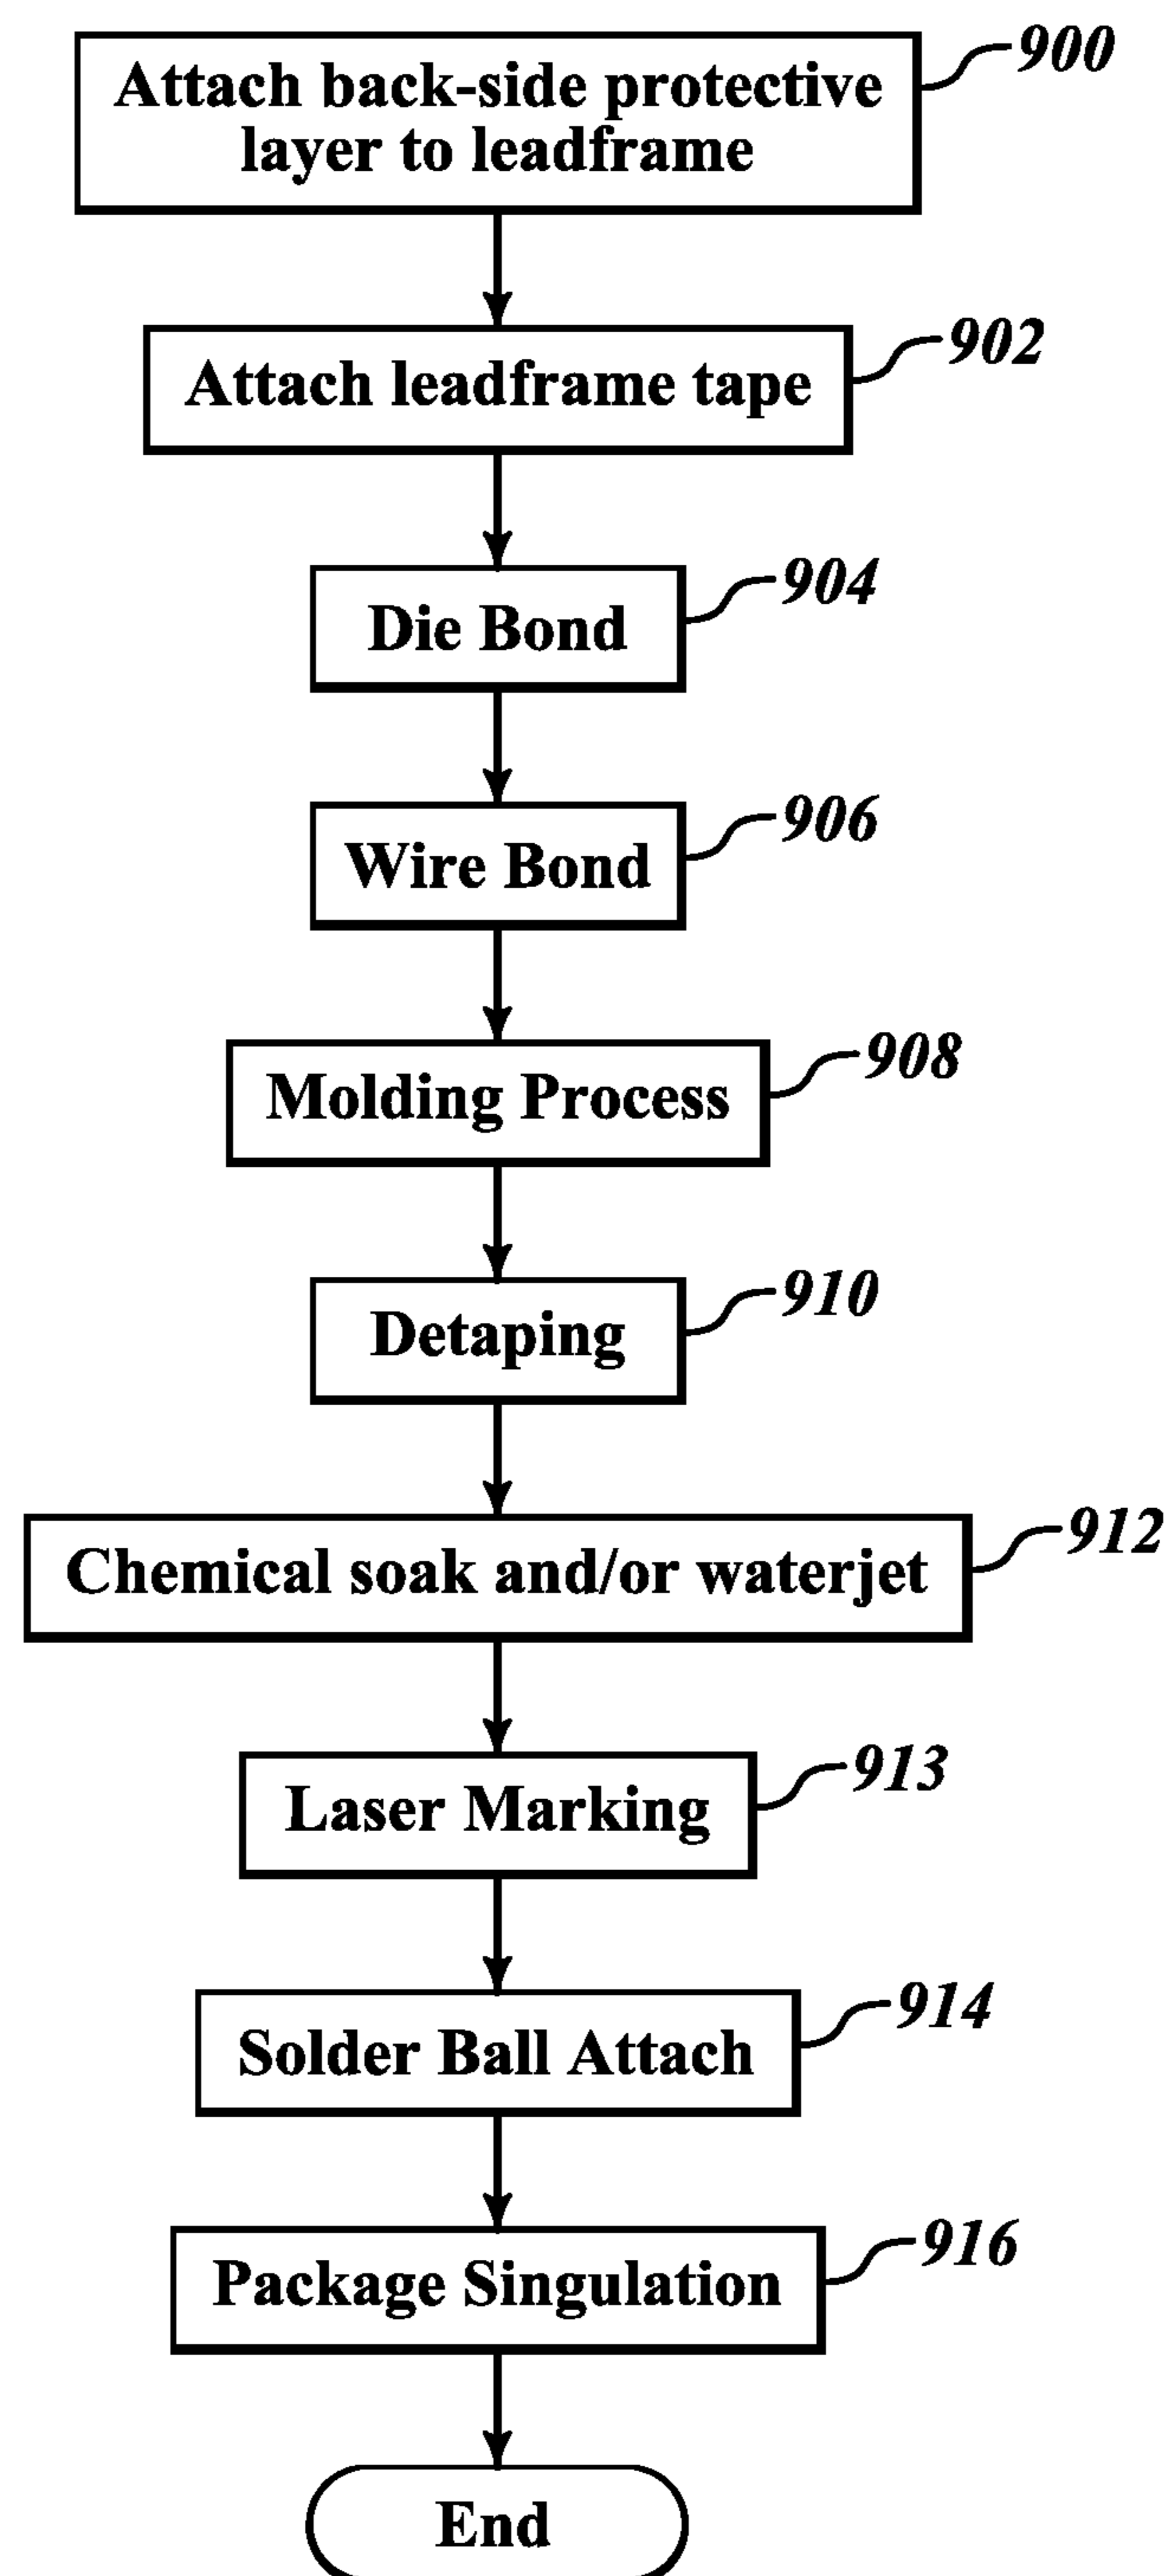 Attach back-side protective
layer to leadframe
900
Attach leadframe tape
902
Die Bond
904
Wire Bond
906
Molding Process
908
Detaping
910
Chemical soak and/or waterjet
912
Laser Marking
913
Solder Ball Attach
914
Package Singulation
916
End